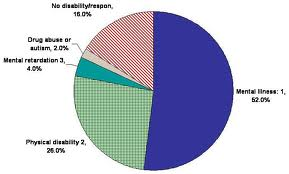 No disability/respon,
16.0%
Drug abuse or
autism, 2.0%
Mental retardation 3,
4.0%
Mental Illness: 1,
52.0%
Physical disability 2,
26.0%